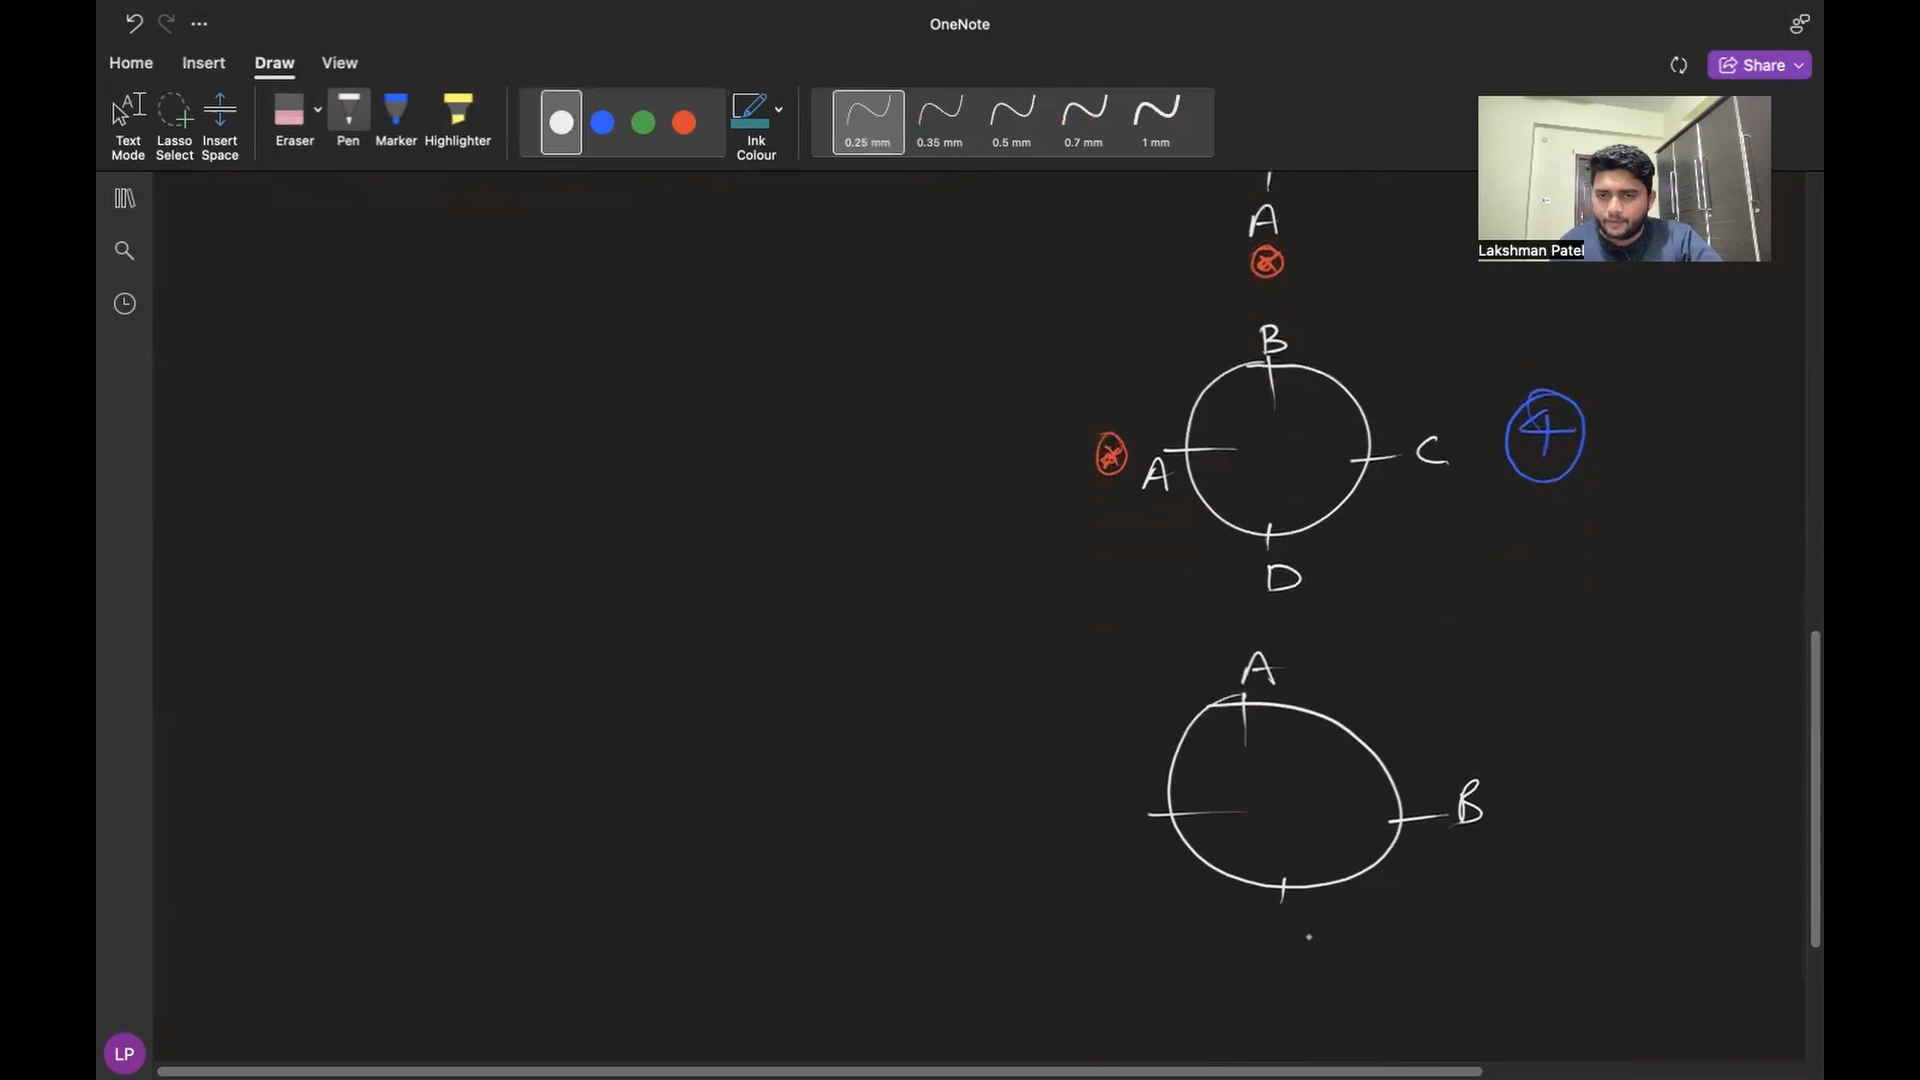 OneNote
Home Insert Draw View
Share
Text Mode
Lasso Select
Insert Space
Eraser
Pen
Marker
Highlighter
Ink Colour
0.25 mm
0.35 mm
0.5 mm
0.7 mm
1 mm
Lakshman Patel
A
B
A
C
4
D
A
B
LP